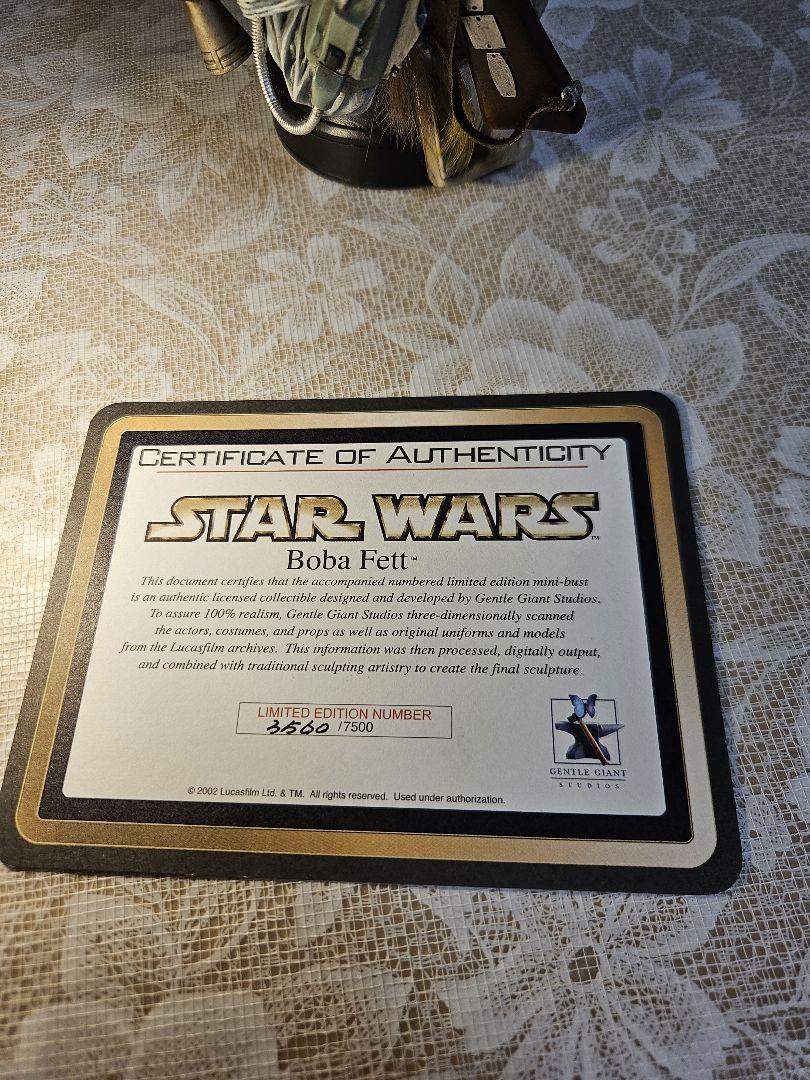 CERTIFICATE OF AUTHENTICITY
STAR WARS™
Boba Fett™
This document certifies that the accompanied numbered limited edition mini-bust
is an authentic licensed collectible designed and developed by Gentle Giant Studios.
To assure 100% realism, Gentle Giant Studios three-dimensionally scanned
the actors, costumes, and props as well as original uniforms and models
from the Lucasfilm archives. This information was then processed, digitally output,
and combined with traditional sculpting artistry to create the final sculpture.
LIMITED EDITION NUMBER
3560 /7500
GENTLE GIANT
STUDIOS
© 2002 Lucasfilm Ltd. & TM. All rights reserved. Used under authorization.